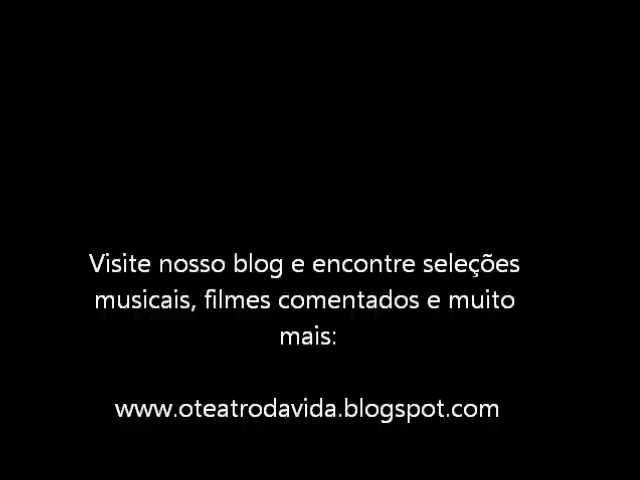 Visite nosso blog e encontre seleções
musicais, filmes comentados e muito
mais:
www.oteatrodavida.blogspot.com